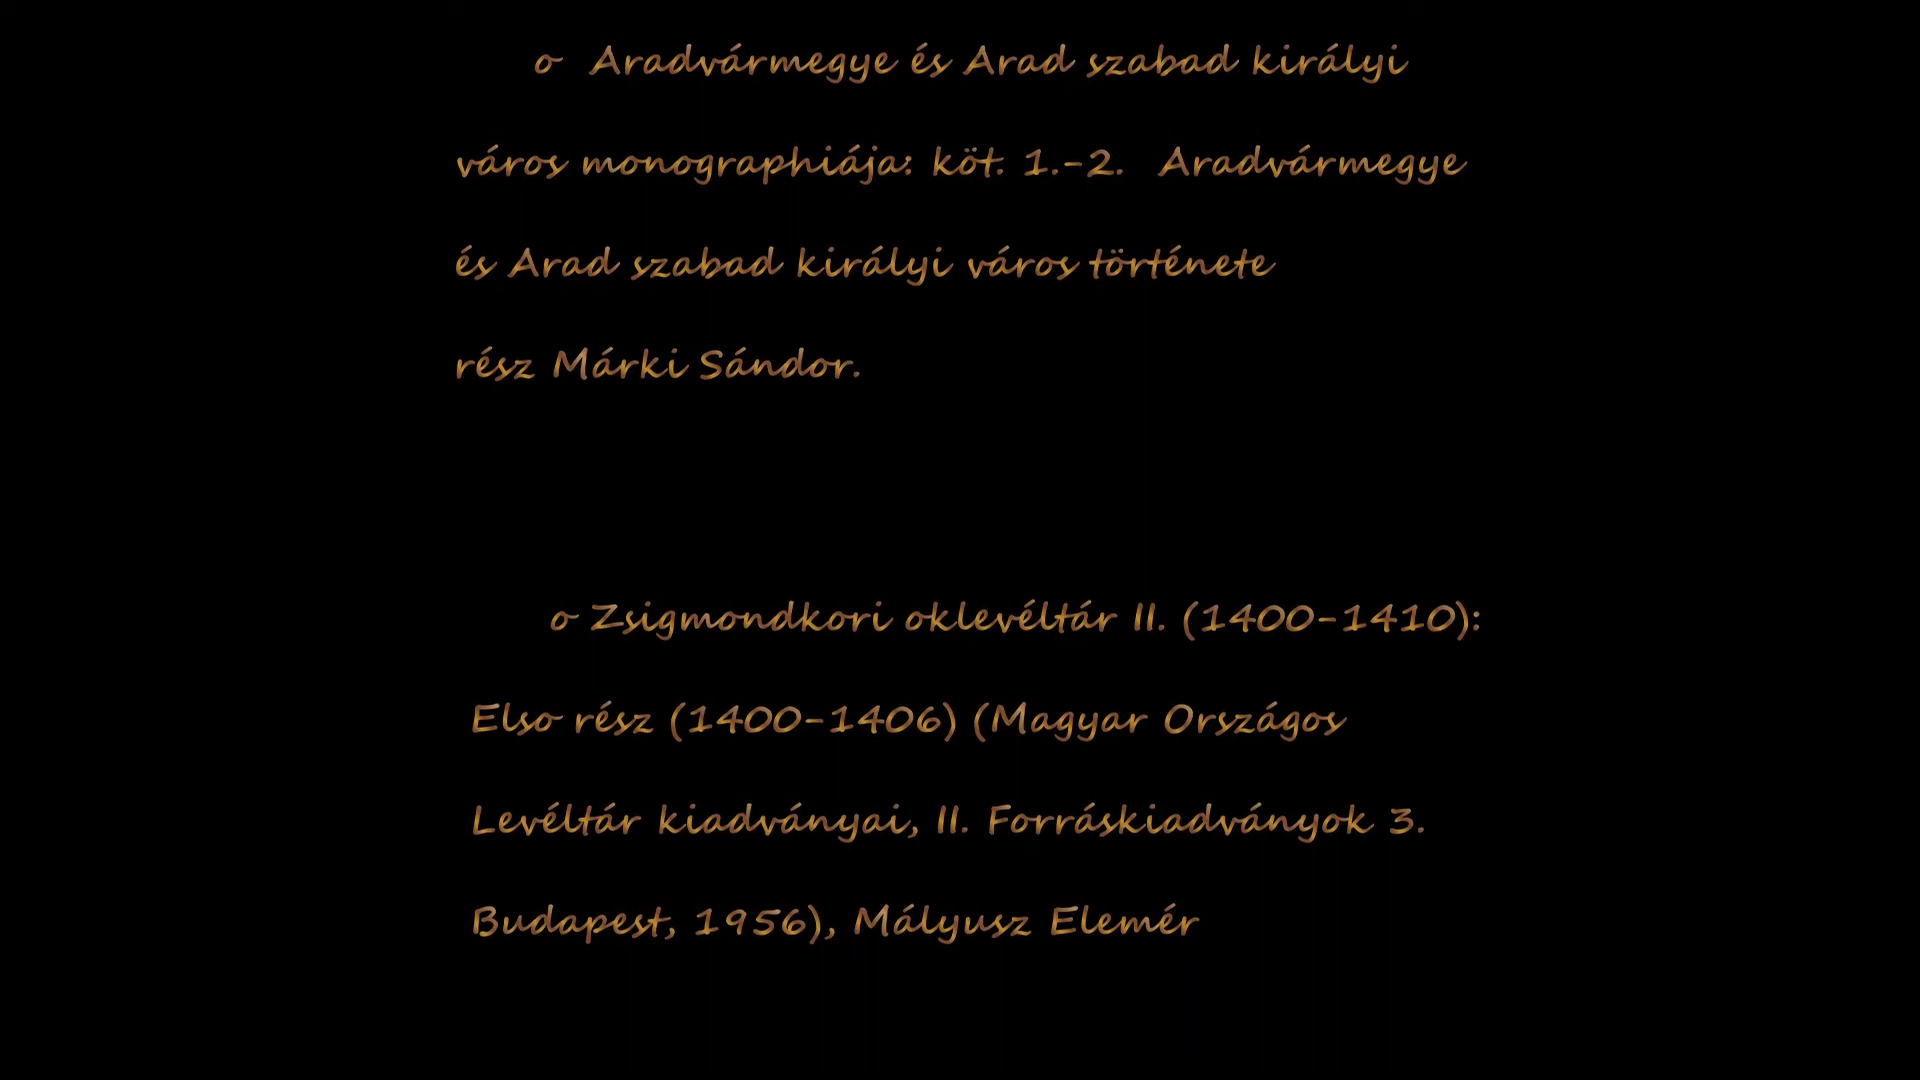 o Aradvármegye és Arad szabad királyi
város monographiája: köt. 1.-2. Aradvármegye
és Arad szabad királyi város története
rész Márki Sándor.
o Zsigmondkori oklevéltár II. (1400-1410):
Elso rész (1400-1406) (Magyar Országos
Levéltár kiadványai, II. Forráskiadványok 3.
Budapest, 1956), Mályusz Elemér